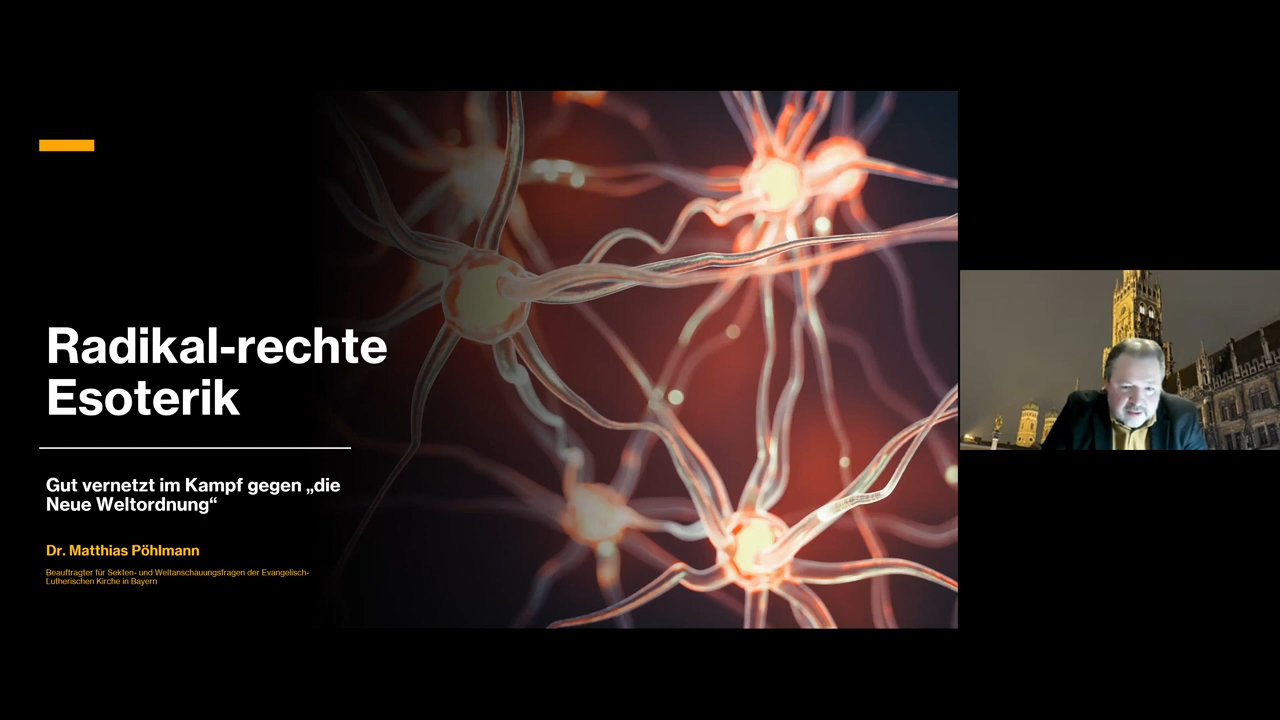 Radikal-rechte
Esoterik
Gut vernetzt im Kampf gegen „die
Neue Weltordnung“
Dr. Matthias Pöhlmann
Beauftragter für Sekten- und Weltanschauungsfragen der Evangelisch-
Lutherischen Kirche in Bayern